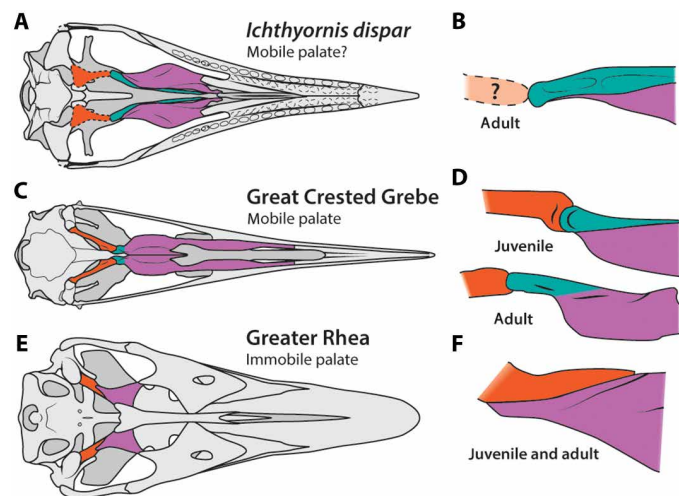 A
Ichthyornis dispar
Mobile palate?
B
?
Adult
C
Great Crested Grebe
Mobile palate
D
Juvenile
Adult
E
Greater Rhea
Immobile palate
F
Juvenile and adult